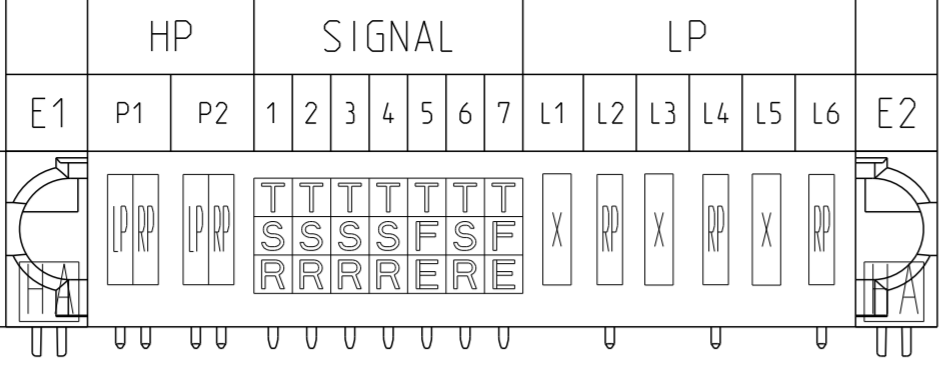 HP SIGNAL LP
E1 P1 P2 1 2 3 4 5 6 7 L1 L2 L3 L4 L5 L6 E2
T T T T T T T
LP RP LP RP S S S S F S F X RP X RP X RP
R R R R E R E
HA HA